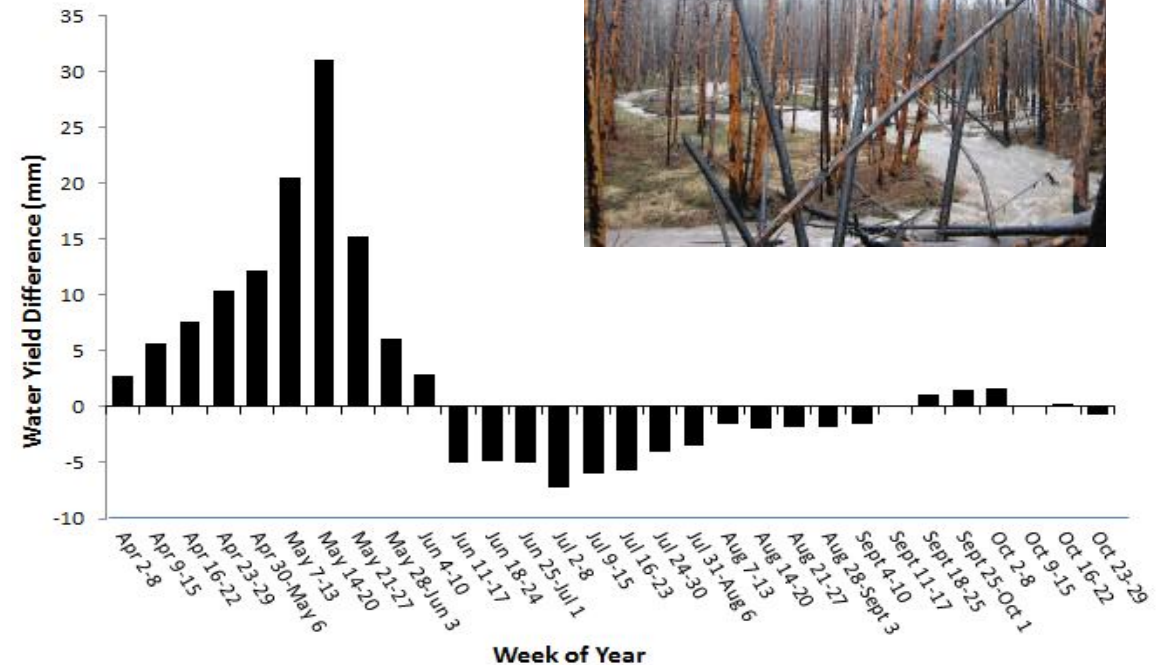 35
30
25
20
15
10
5
0
-5
-10
Water Yield Difference (mm)
Apr 2-8
Apr 9-15
Apr 16-22
Apr 23-29
Apr 30-May 6
May 7-13
May 14-20
May 21-27
May 28-Jun 3
Jun 4-10
Jun 11-17
Jun 18-24
Jun 25-Jul 1
Jul 2-8
Jul 9-15
Jul 16-23
Jul 24-30
Jul 31-Aug 6
Aug 7-13
Aug 14-20
Aug 21-27
Aug 28-Sept 3
Sept 4-10
Sept 11-17
Sept 18-25
Sept 25-Oct 1
Oct 2-8
Oct 9-15
Oct 16-22
Oct 23-29
Week of Year